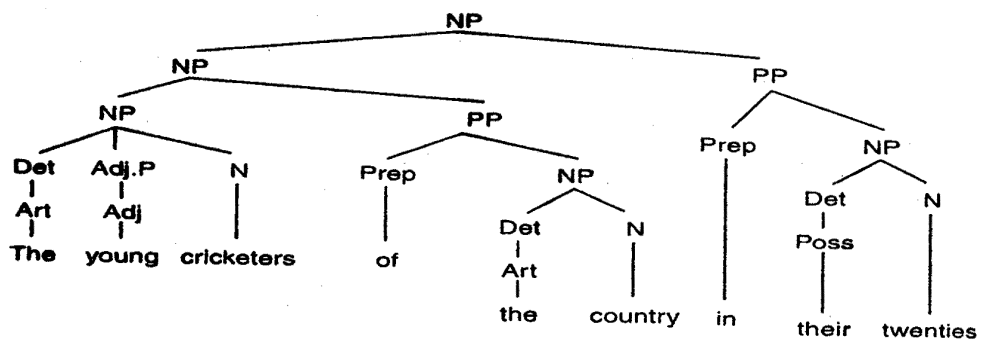 NP
NP PP
NP PP
Prep NP
Det Adj.P N Prep NP
Det N
Art Adj Det N Poss
The young cricketers of
Art
the country in their twenties